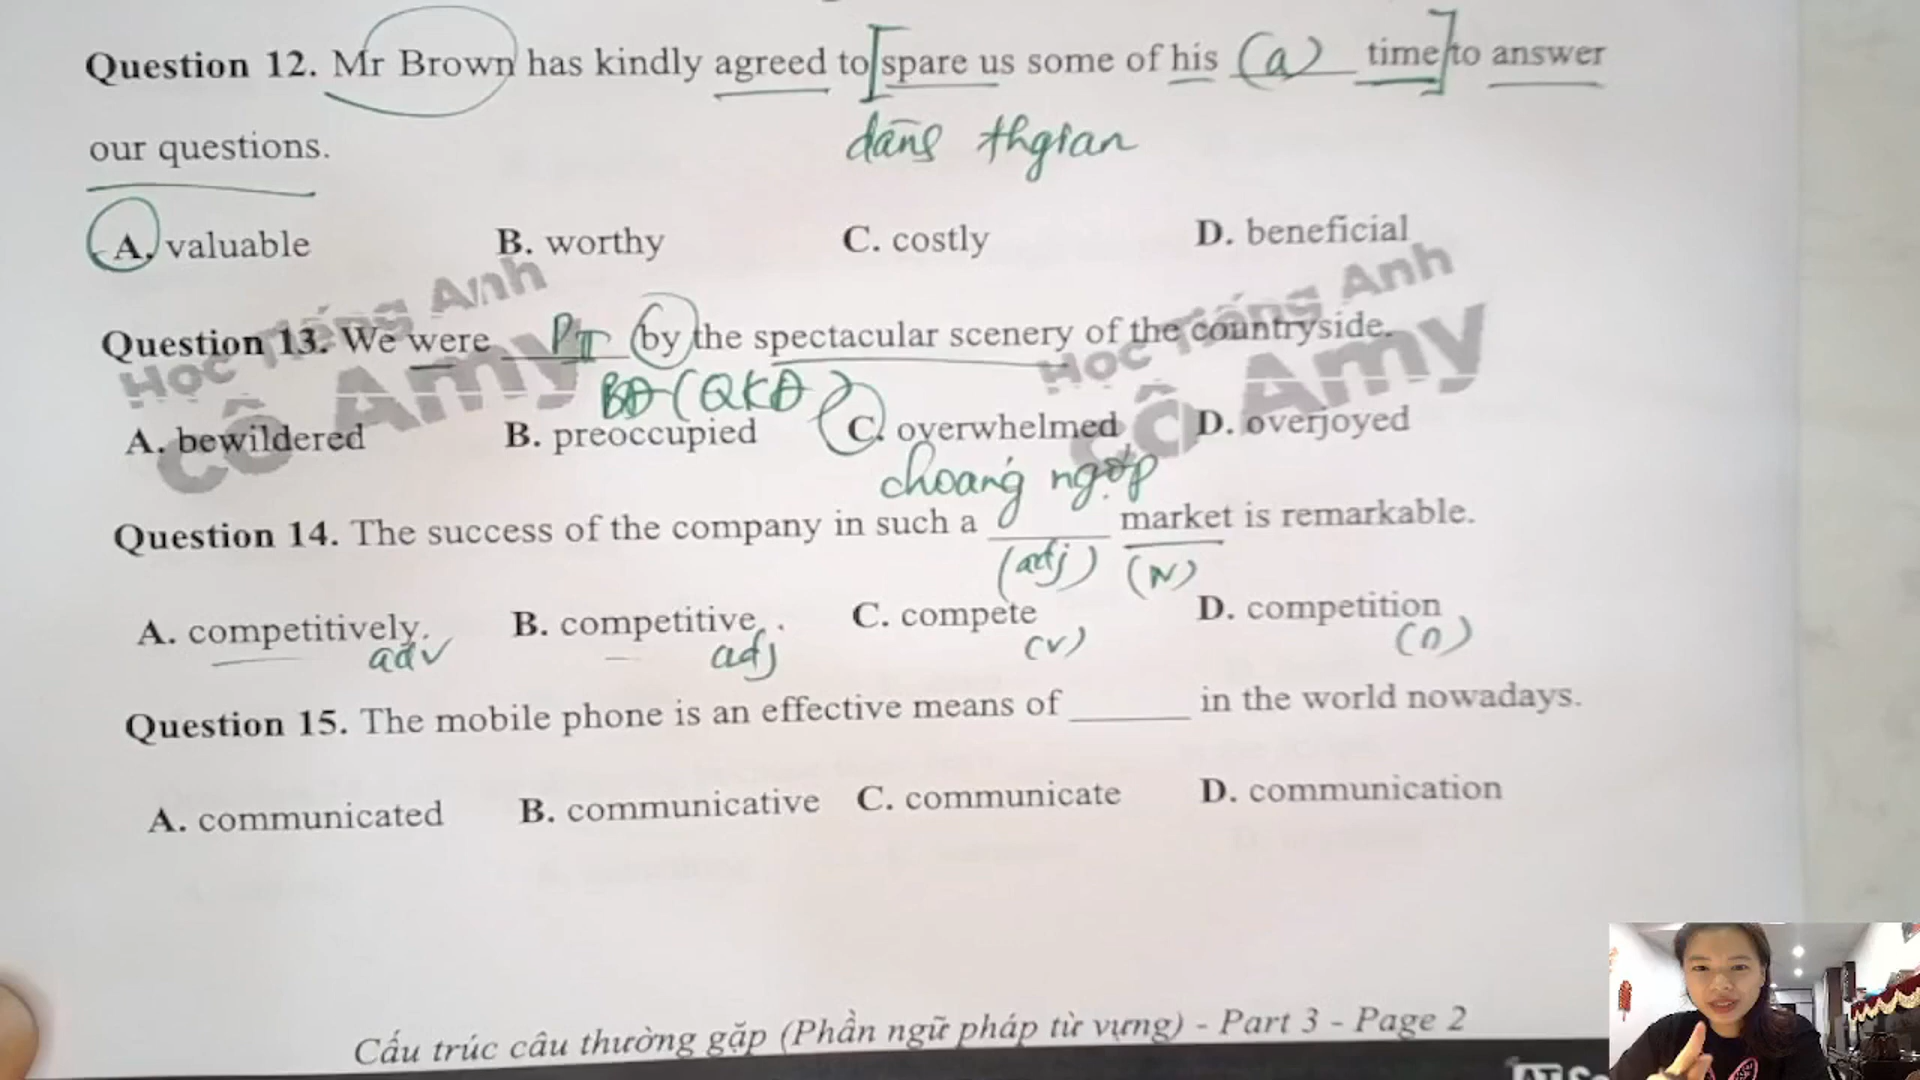 Question 12. Mr Brown has kindly agreed to [spare us some of his (a) time] to answer
dāng thgian
our questions.
A. valuable B. worthy C. costly D. beneficial
Học Tiếng Anh Học Tiếng Anh
Question 13. We were PT by the spectacular scenery of the countryside.
cô Amy cô Amy
BĐ (QKĐ)
A. bewildered B. preoccupied C. overwhelmed D. overjoyed
choáng ngợp
Question 14. The success of the company in such a ______ market is remarkable.
(adj) (N)
A. competitively. B. competitive. C. compete D. competition
adv adj (v) (n)
Question 15. The mobile phone is an effective means of ______ in the world nowadays.
A. communicated B. communicative C. communicate D. communication
Cấu trúc câu thường gặp (Phần ngữ pháp từ vựng) - Part 3 - Page 2